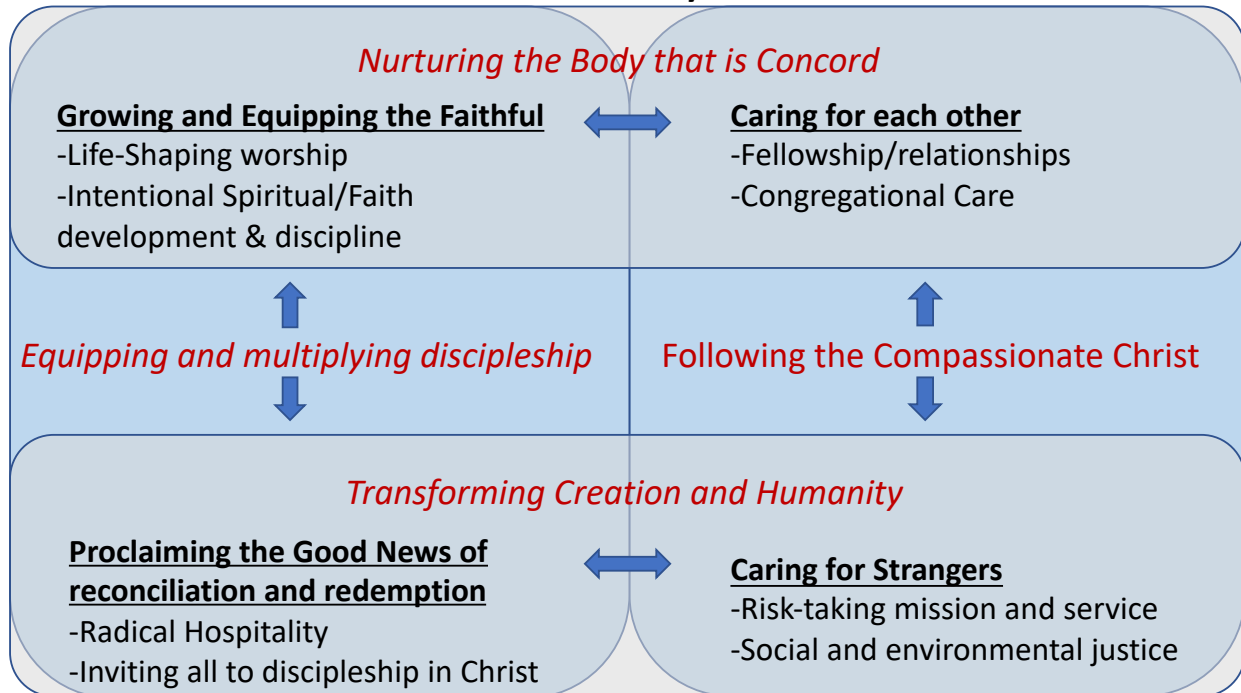 Nurturing the Body that is Concord
Growing and Equipping the Faithful
-Life-Shaping worship
-Intentional Spiritual/Faith
development & discipline
Caring for each other
-Fellowship/relationships
-Congregational Care
Equipping and multiplying discipleship
Following the Compassionate Christ
Transforming Creation and Humanity
Proclaiming the Good News of
reconciliation and redemption
-Radical Hospitality
-Inviting all to discipleship in Christ
Caring for Strangers
-Risk-taking mission and service
-Social and environmental justice